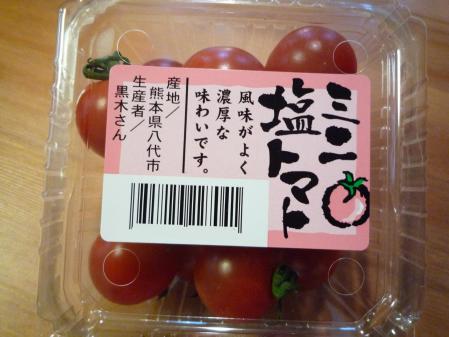 ミニ
塩トマト
風味がよく
濃厚な
味わいです。
産地/
熊本県八代市
生産者/
黒木さん